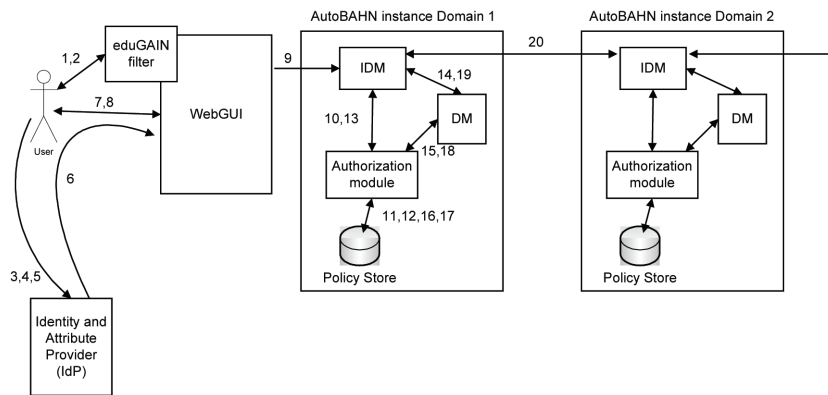 AutoBAHN instance Domain 1
AutoBAHN instance Domain 2
eduGAIN
filter
1,2
WebGUI
7,8
User
6
3,4,5
Identity and
Attribute
Provider
(IdP)
9
IDM
14,19
DM
10,13
15,18
Authorization
module
11,12,16,17
Policy Store
20
IDM
DM
Authorization
module
Policy Store